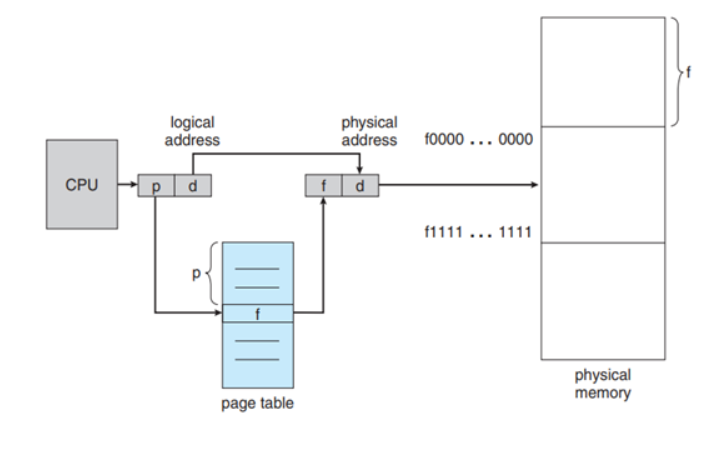 f
logical
address
physical
address
f0000 ... 0000
CPU
p
d
f
d
f1111 ... 1111
p
f
page table
physical
memory